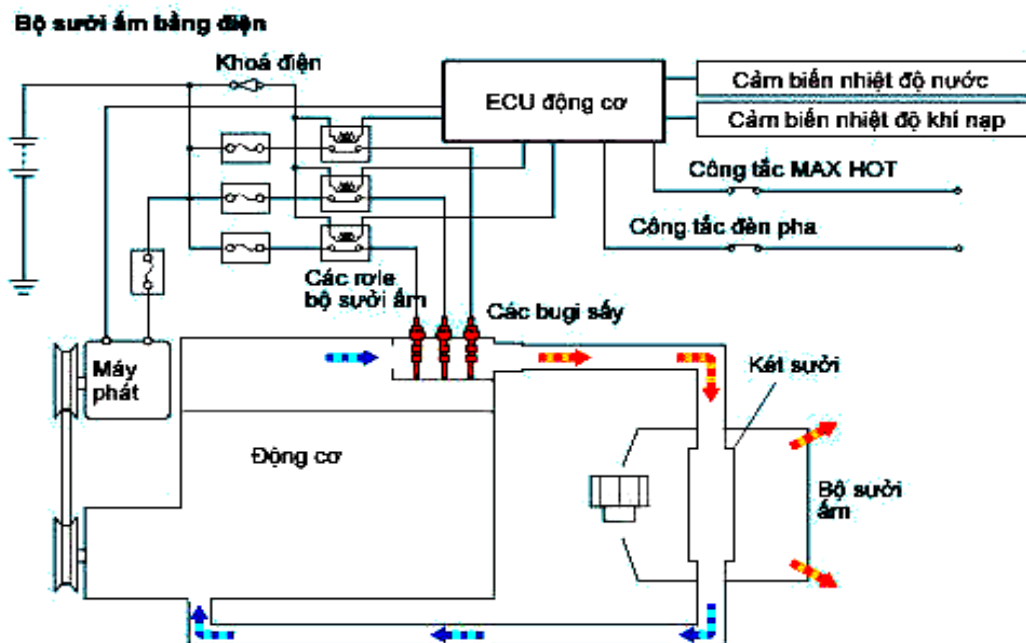 Bộ sưởi ấm bằng điện
Khoá điện
ECU động cơ
Cảm biến nhiệt độ nước
Cảm biến nhiệt độ khí nạp
Công tắc MAX HOT
Công tắc đèn pha
Các rơle
bộ sưởi ấm
Các bugi sấy
Máy
phát
Két sưởi
Động cơ
Bộ sưởi
ấm